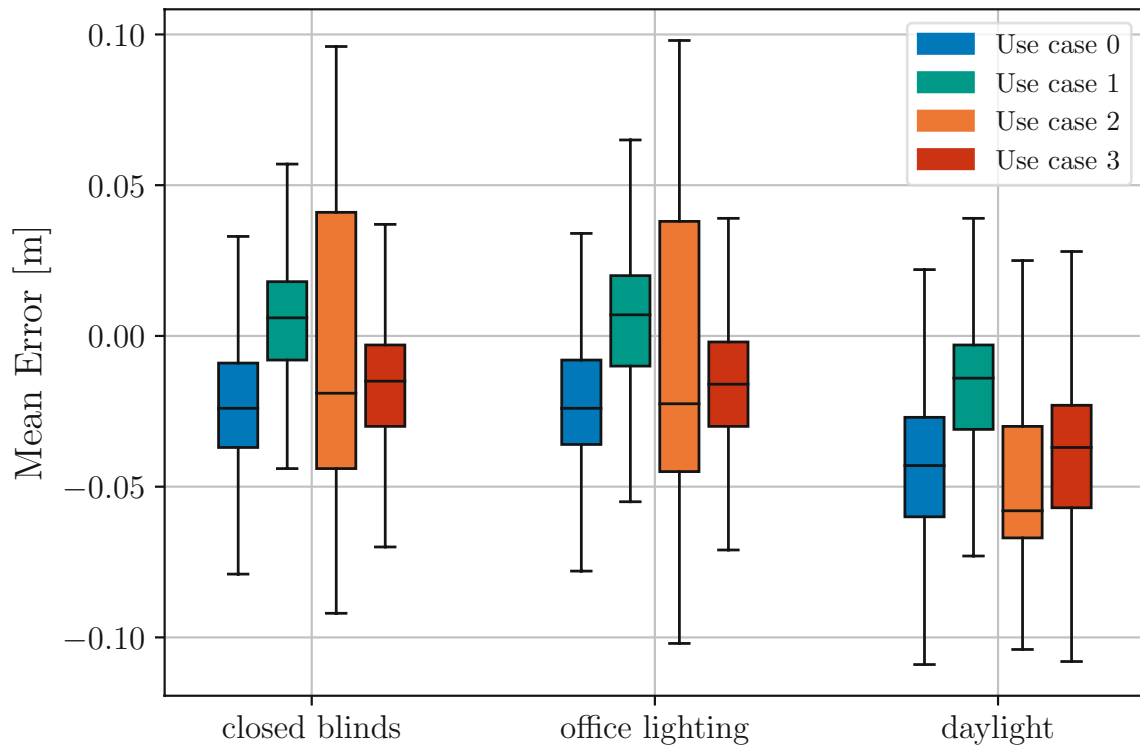 Mean Error [m]
0.10
0.05
0.00
−0.05
−0.10
Use case 0
Use case 1
Use case 2
Use case 3
closed blinds
office lighting
daylight